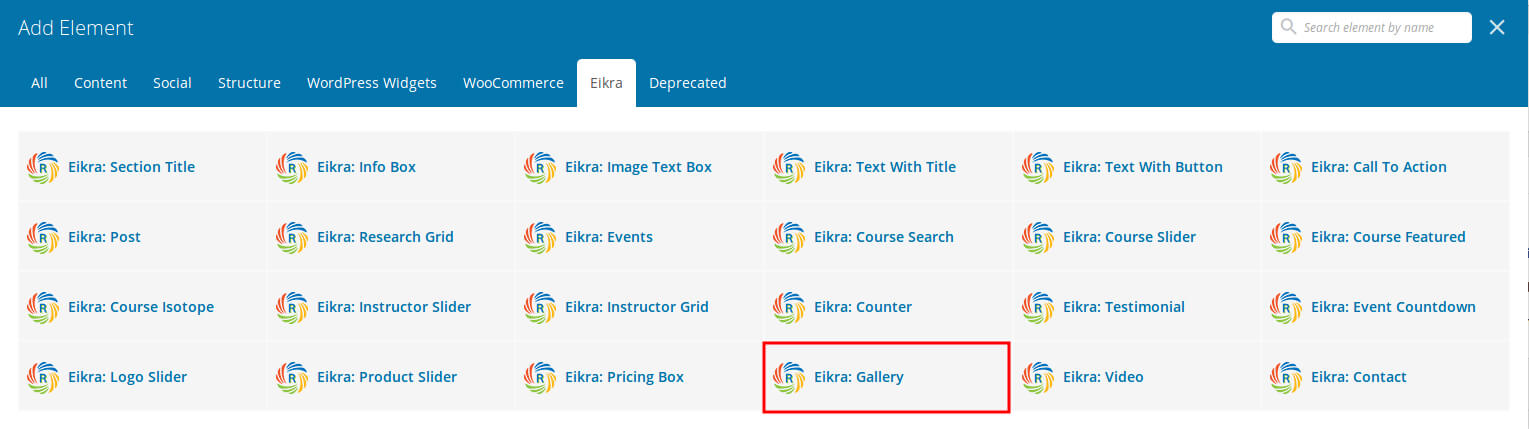 Add Element
Search element by name
All Content Social Structure WordPress Widgets WooCommerce Eikra Deprecated
R Eikra: Section Title R Eikra: Info Box R Eikra: Image Text Box R Eikra: Text With Title R Eikra: Text With Button R Eikra: Call To Action
R Eikra: Post R Eikra: Research Grid R Eikra: Events R Eikra: Course Search R Eikra: Course Slider R Eikra: Course Featured
R Eikra: Course Isotope R Eikra: Instructor Slider R Eikra: Instructor Grid R Eikra: Counter R Eikra: Testimonial R Eikra: Event Countdown
R Eikra: Logo Slider R Eikra: Product Slider R Eikra: Pricing Box R Eikra: Gallery R Eikra: Video R Eikra: Contact